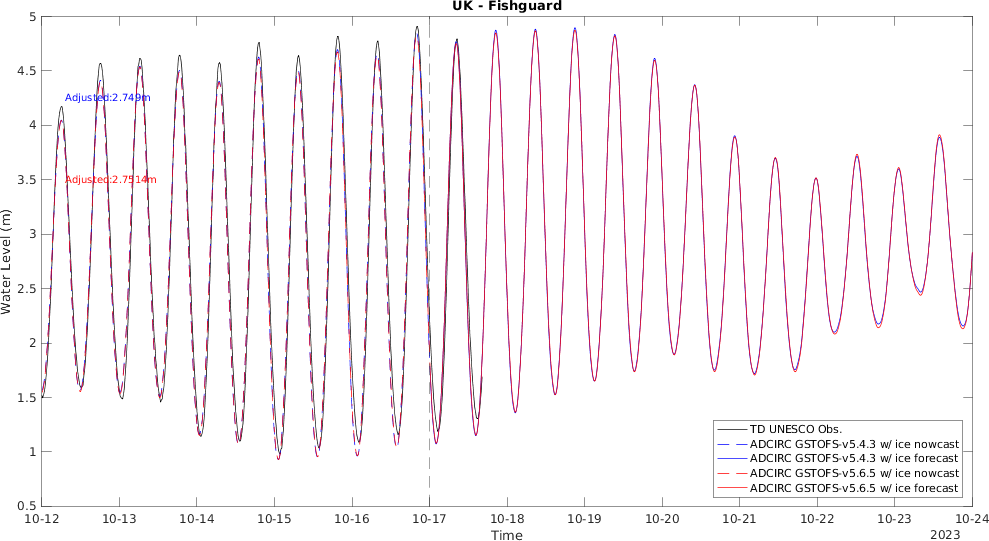 UK - Fishguard
Water Level (m)
5
4.5
4
3.5
3
2.5
2
1.5
1
0.5
Adjusted:2.749m
Adjusted:2.7514m
TD UNESCO Obs.
ADCIRC GSTOFS-v5.4.3 w/ ice nowcast
ADCIRC GSTOFS-v5.4.3 w/ ice forecast
ADCIRC GSTOFS-v5.6.5 w/ ice nowcast
ADCIRC GSTOFS-v5.6.5 w/ ice forecast
10-12 10-13 10-14 10-15 10-16 10-17 10-18 10-19 10-20 10-21 10-22 10-23 10-24
Time
2023